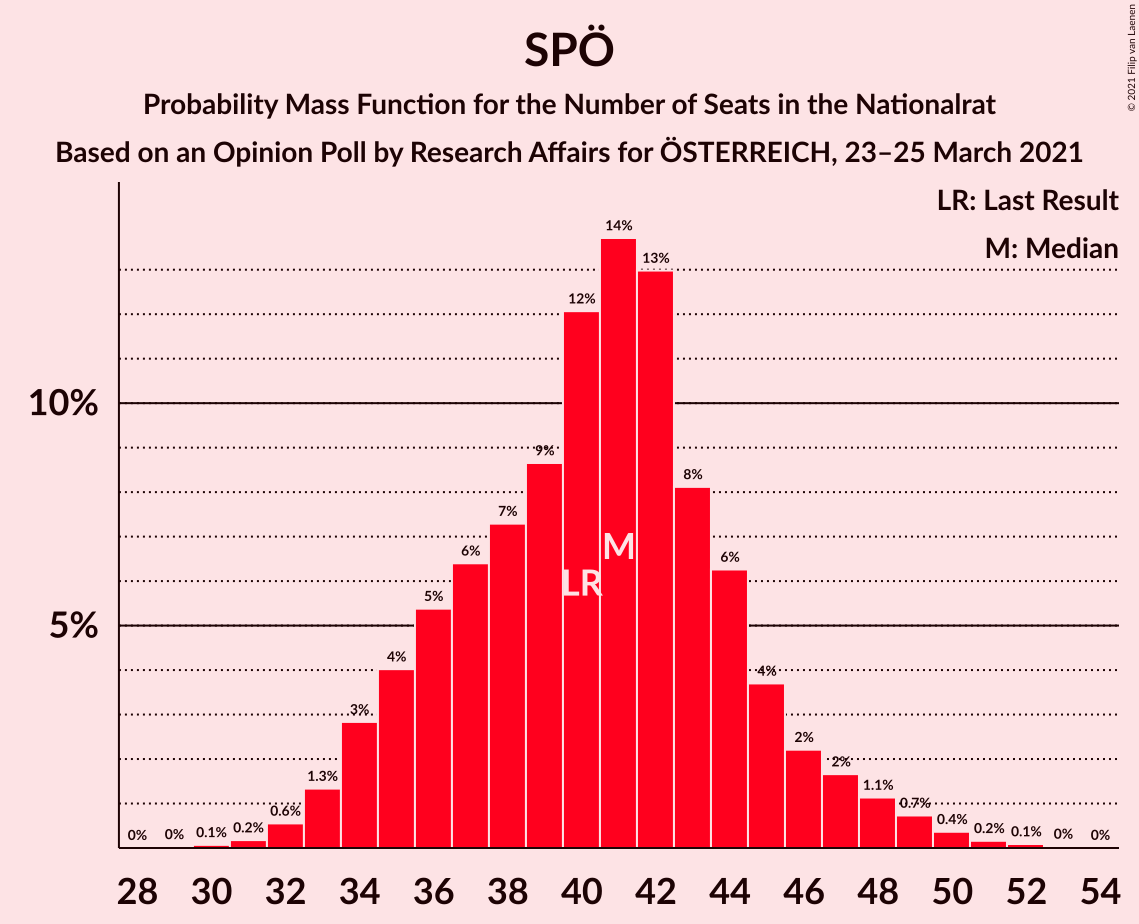 SPÖ
Probability Mass Function for the Number of Seats in the Nationalrat
Based on an Opinion Poll by Research Affairs for ÖSTERREICH, 23–25 March 2021
© 2021 Filip van Laenen
LR: Last Result
M: Median
10%
5%
0% 0% 0.1% 0.2% 0.6% 1.3% 3% 4% 5% 6% 7% 9% 12% 14% 13% 8% 6% 4% 2% 2% 1.1% 0.7% 0.4% 0.2% 0.1% 0% 0%
M
LR
28 30 32 34 36 38 40 42 44 46 48 50 52 54